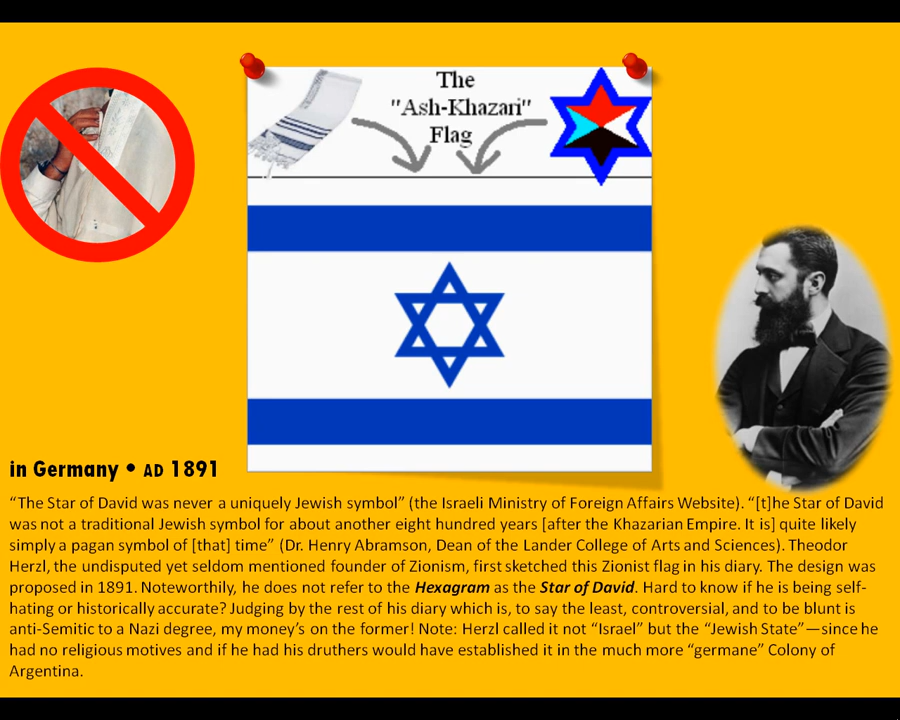 The
"Ash-Khazari"
Flag
in Germany • AD 1891
“The Star of David was never a uniquely Jewish symbol” (the Israeli Ministry of Foreign Affairs Website). “[t]he Star of David
was not a traditional Jewish symbol for about another eight hundred years [after the Khazarian Empire. It is] quite likely
simply a pagan symbol of [that] time” (Dr. Henry Abramson, Dean of the Lander College of Arts and Sciences). Theodor
Herzl, the undisputed yet seldom mentioned founder of Zionism, first sketched this Zionist flag in his diary. The design was
proposed in 1891. Noteworthily, he does not refer to the Hexagram as the Star of David. Hard to know if he is being self-
hating or historically accurate? Judging by the rest of his diary which is, to say the least, controversial, and to be blunt is
anti-Semitic to a Nazi degree, my money’s on the former! Note: Herzl called it not “Israel” but the “Jewish State”—since he
had no religious motives and if he had his druthers would have established it in the much more “germane” Colony of
Argentina.